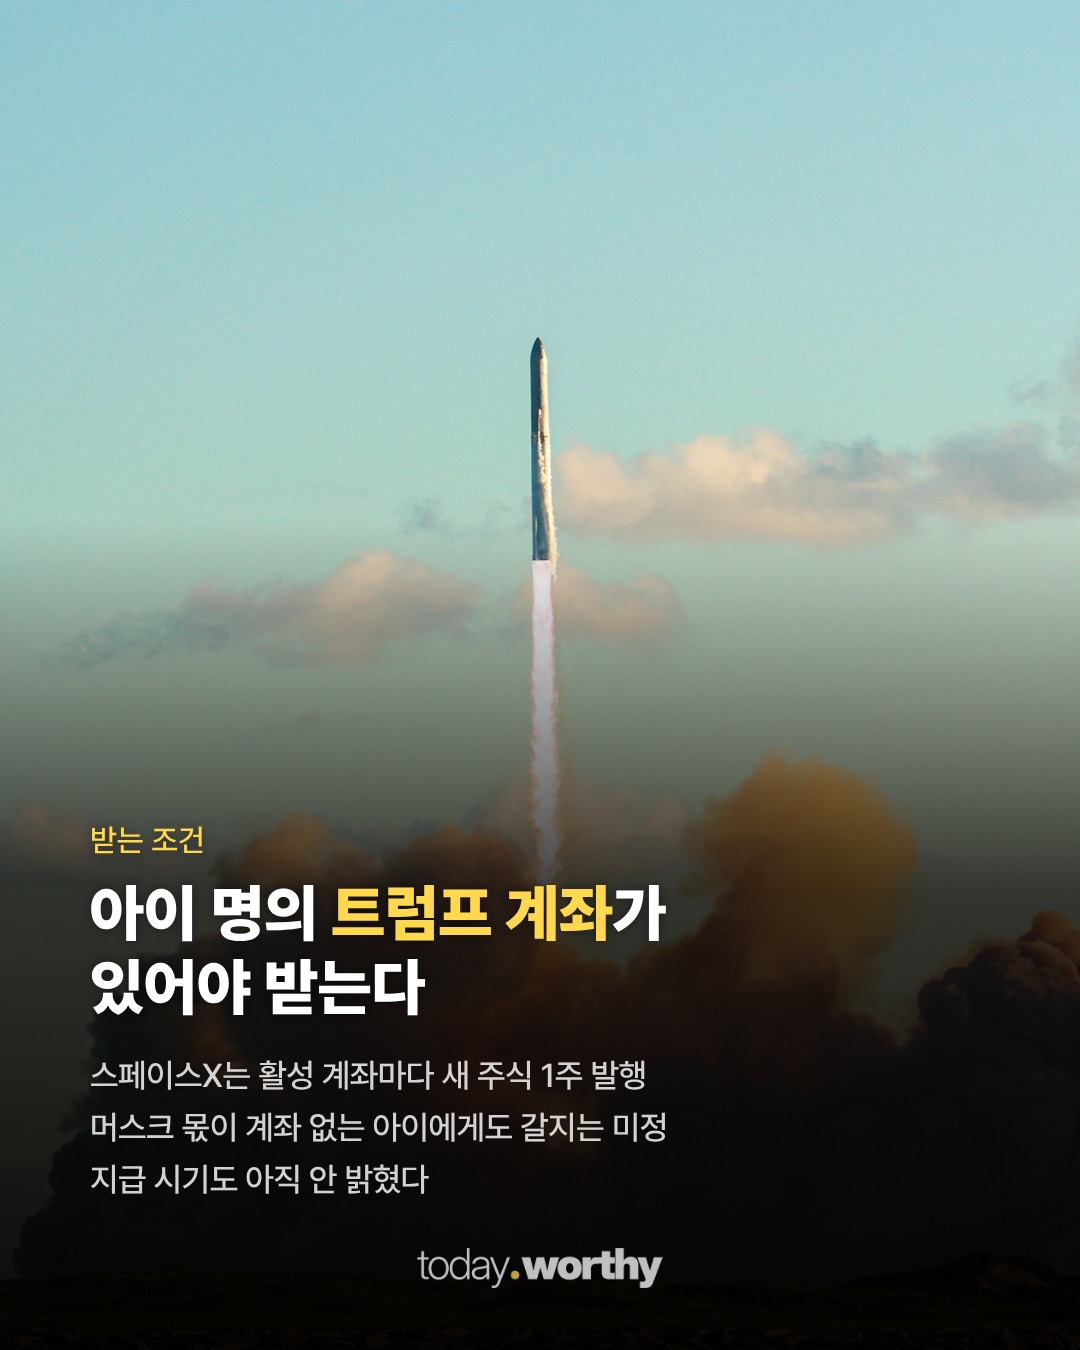 받는 조건
아이 명의 트럼프 계좌가
있어야 받는다
스페이스X는 활성 계좌마다 새 주식 1주 발행
머스크 몫이 계좌 없는 아이에게도 갈지는 미정
지급 시기도 아직 안 밝혔다
today.worthy